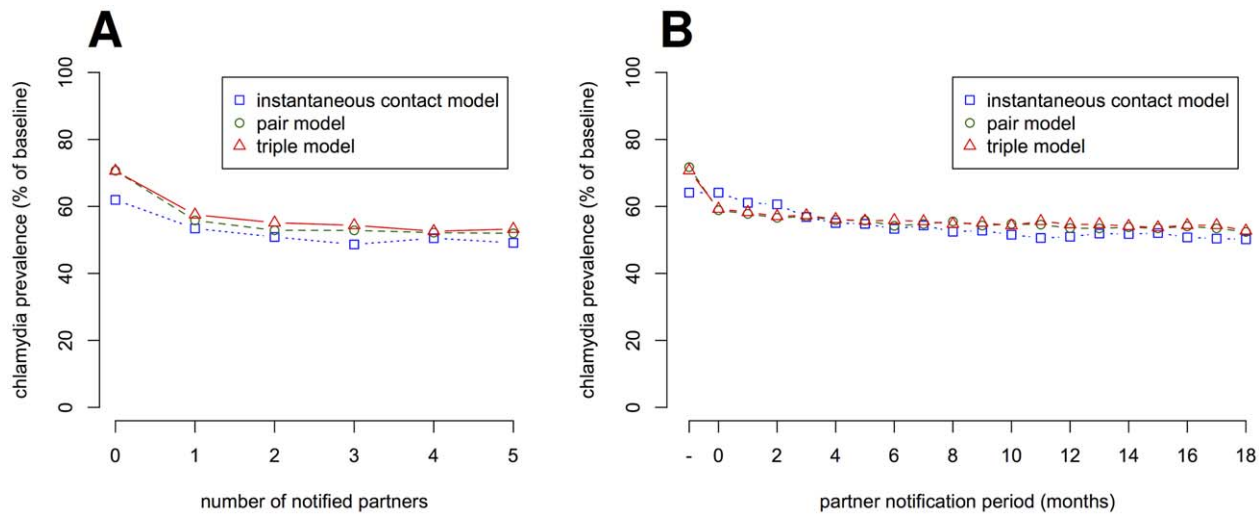 A
chlamydia prevalence (% of baseline)
100
80
60
40
20
0
instantaneous contact model
pair model
triple model
0 1 2 3 4 5
number of notified partners
B
chlamydia prevalence (% of baseline)
100
80
60
40
20
0
instantaneous contact model
pair model
triple model
- 0 2 4 6 8 10 12 14 16 18
partner notification period (months)